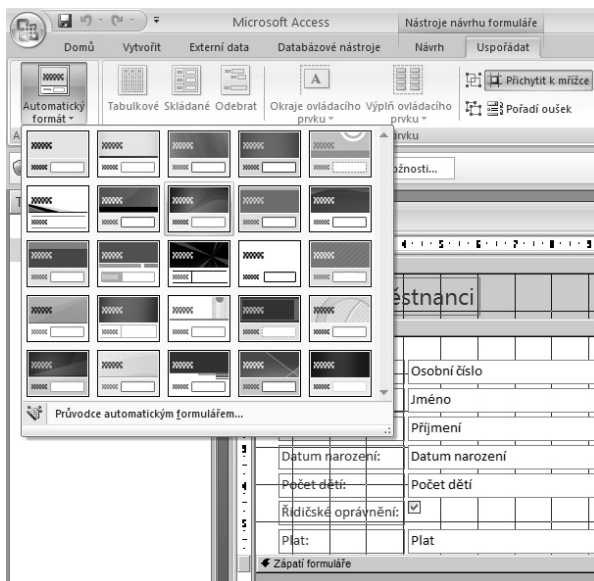 Microsoft Access
Nástroje návrhu formuláře
Domů Vytvořit Externí data Databázové nástroje Návrh Uspořádat
Automatický formát
Tabulkové Skládané Odebrat
Okraje ovládacího prvku
Výplň ovládacího prvku
Přichytit k mřížce
Pořadí oušek
Průvodce automatickým formulářem...
Osobní číslo
Jméno
Příjmení
Datum narození: Datum narození
Počet dětí: Počet dětí
Řidičské oprávnění:
Plat: Plat
Zápatí formuláře